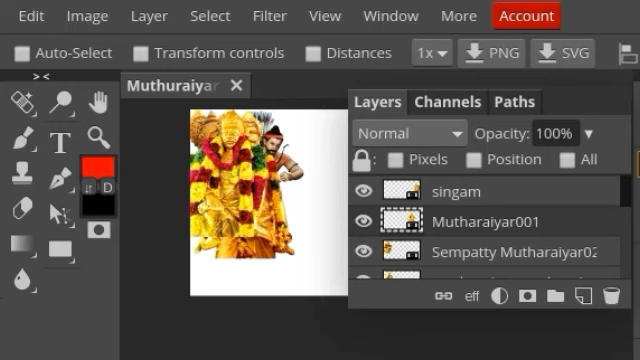 Edit Image Layer Select Filter View Window More Account
Auto-Select Transform controls Distances 1x PNG SVG
> <
Muthuraiyar
Layers Channels Paths
Normal Opacity: 100%
Pixels Position All
T
D
singam
Mutharaiyar001
Sempatty Mutharaiyar02
eff